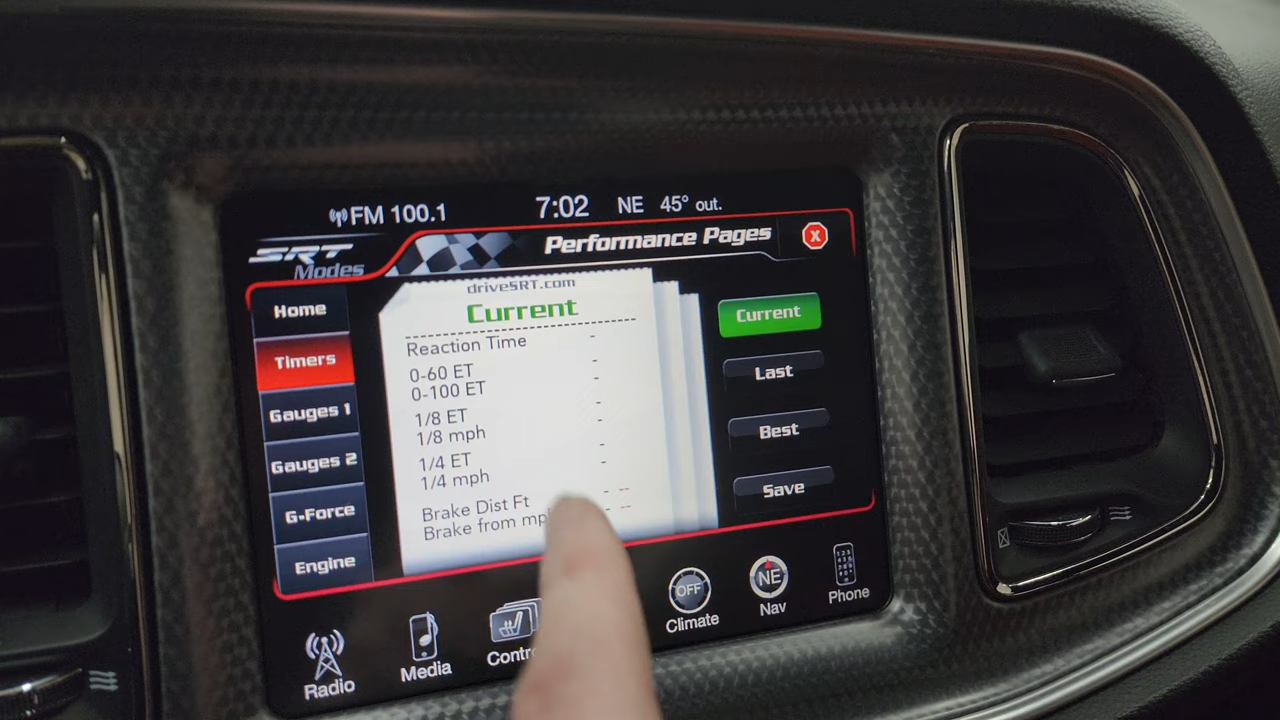 FM 100.1 7:02 NE 45° out.
SRT Modes
Performance Pages X
Home
Timers
Gauges 1
Gauges 2
G-Force
Engine
driveSRT.com
Current
Reaction Time -
0-60 ET -
0-100 ET -
1/8 ET -
1/8 mph -
1/4 ET -
1/4 mph -
Brake Dist Ft - --
Brake from mp - --
Current
Last
Best
Save
Radio
Media
Contr
OFF
Climate
NE
Nav
Phone